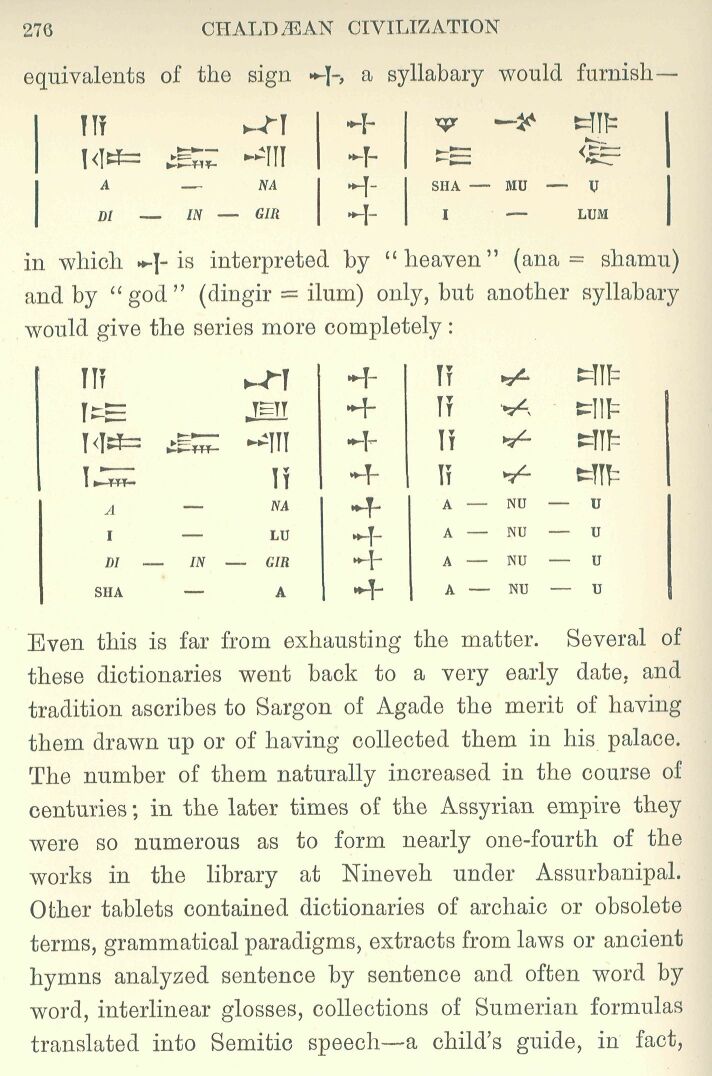 276 CHALDÆAN CIVILIZATION
equivalents of the sign 𒀭, a syllabary would furnish—
A — NA 𒀭 SHA — MU — U
DI — IN — GIR 𒀭 I — LUM
in which 𒀭 is interpreted by “heaven” (ana = shamu)
and by “god” (dingir = ilum) only, but another syllabary
would give the series more completely :
A — NA 𒀭 A — NU — U
I — LU 𒀭 A — NU — U
DI — IN — GIR 𒀭 A — NU — U
SHA — A 𒀭 A — NU — U
Even this is far from exhausting the matter. Several of
these dictionaries went back to a very early date, and
tradition ascribes to Sargon of Agade the merit of having
them drawn up or of having collected them in his palace.
The number of them naturally increased in the course of
centuries; in the later times of the Assyrian empire they
were so numerous as to form nearly one-fourth of the
works in the library at Nineveh under Assurbanipal.
Other tablets contained dictionaries of archaic or obsolete
terms, grammatical paradigms, extracts from laws or ancient
hymns analyzed sentence by sentence and often word by
word, interlinear glosses, collections of Sumerian formulas
translated into Semitic speech—a child’s guide, in fact,